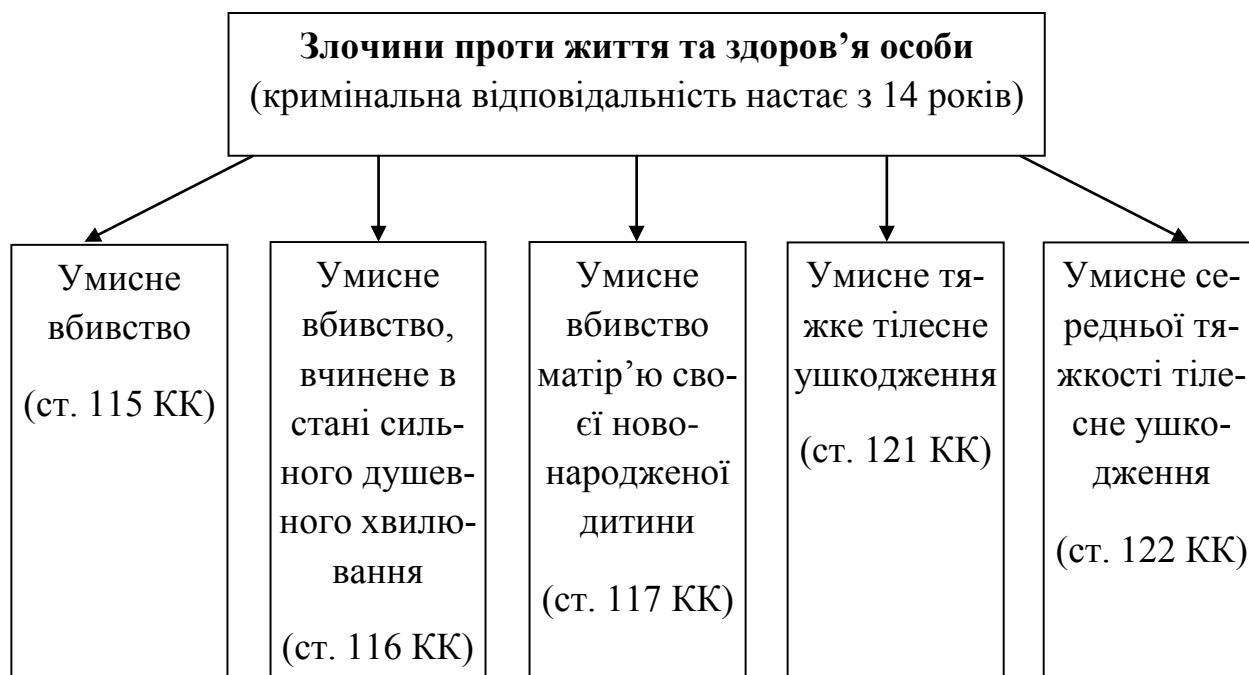 Злочини проти життя та здоров’я особи
(кримінальна відповідальність настає з 14 років)
Умисне
вбивство
(ст. 115 КК)
Умисне
вбивство,
вчинене в
стані силь-
ного душев-
ного хвилю-
вання
(ст. 116 КК)
Умисне
вбивство
матір’ю сво-
єї ново-
народженої
дитини
(ст. 117 КК)
Умисне тя-
жке тілесне
ушкодження
(ст. 121 КК)
Умисне се-
редньої тя-
жкості тіле-
сне ушко-
дження
(ст. 122 КК)